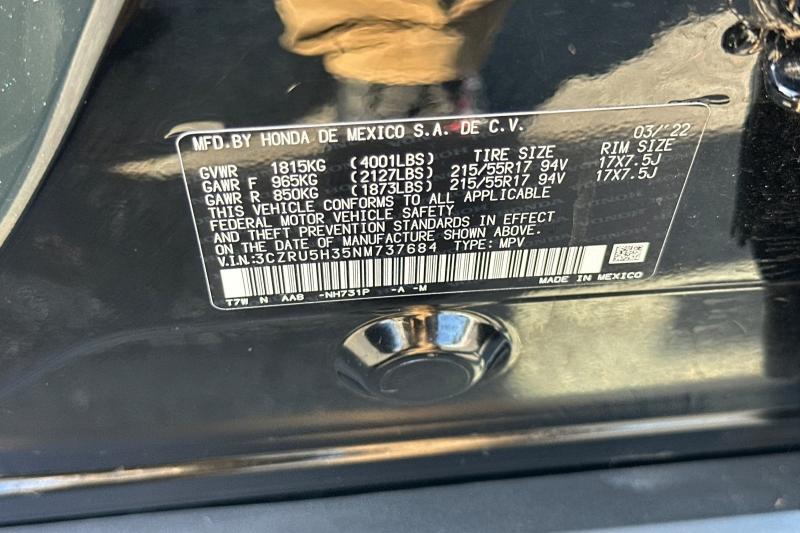 MFD.BY HONDA DE MEXICO S.A. DE C.V. 03/'22
GVWR 1815KG (4001LBS) TIRE SIZE RIM SIZE
GAWR F 965KG (2127LBS) 215/55R17 94V 17X7.5J
GAWR R 850KG (1873LBS) 215/55R17 94V 17X7.5J
THIS VEHICLE CONFORMS TO ALL APPLICABLE
FEDERAL MOTOR VEHICLE SAFETY
AND THEFT PREVENTION STANDARDS IN EFFECT
ON THE DATE OF MANUFACTURE SHOWN ABOVE.
V.I.N:3CZRU5H35NM737684 TYPE: MPV
MADE IN MEXICO
T7W N AA8 -NH731P -A -M